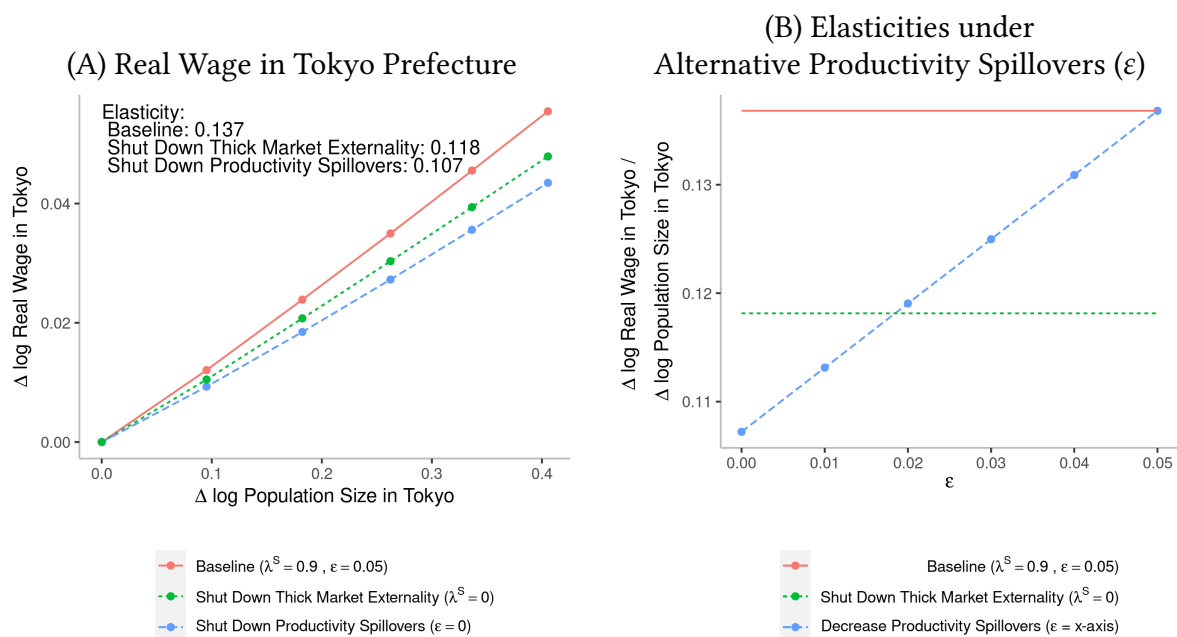 (A) Real Wage in Tokyo Prefecture
Elasticity:
Baseline: 0.137
Shut Down Thick Market Externality: 0.118
Shut Down Productivity Spillovers: 0.107
Δ log Real Wage in Tokyo
0.04
0.02
0.00
0.0 0.1 0.2 0.3 0.4
Δ log Population Size in Tokyo
Baseline (λ^S = 0.9 , ε = 0.05)
Shut Down Thick Market Externality (λ^S = 0)
Shut Down Productivity Spillovers (ε = 0)
(B) Elasticities under
Alternative Productivity Spillovers (ε)
Δ log Real Wage in Tokyo /
Δ log Population Size in Tokyo
0.13
0.12
0.11
0.00 0.01 0.02 0.03 0.04 0.05
ε
Baseline (λ^S = 0.9 , ε = 0.05)
Shut Down Thick Market Externality (λ^S = 0)
Decrease Productivity Spillovers (ε = x-axis)